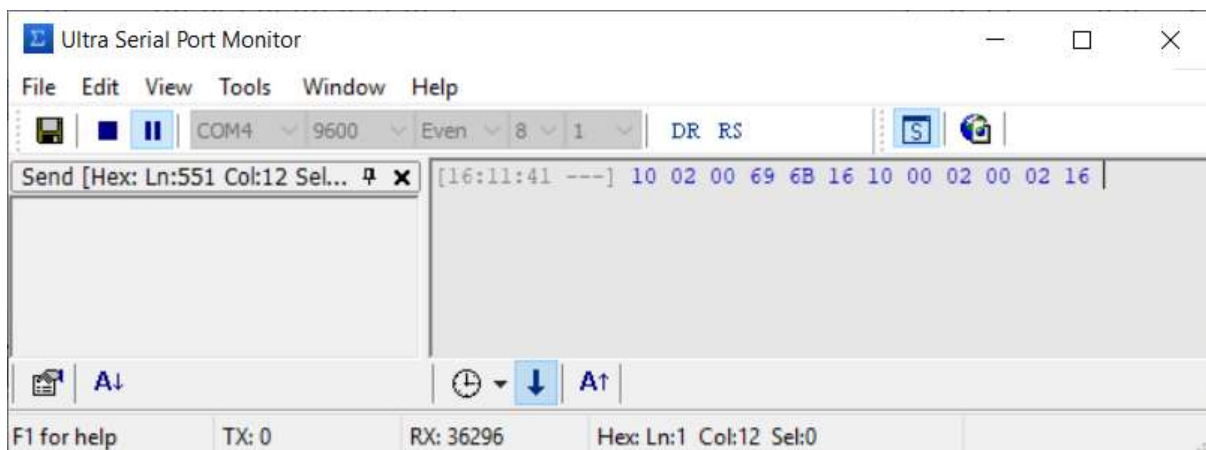 Ultra Serial Port Monitor
File Edit View Tools Window Help
COM4 9600 Even 8 1 DR RS S
Send [Hex: Ln:551 Col:12 Sel...
[16:11:41 ---] 10 02 00 69 6B 16 10 00 02 00 02 16
A↓ A↑
F1 for help TX: 0 RX: 36296 Hex: Ln:1 Col:12 Sel:0